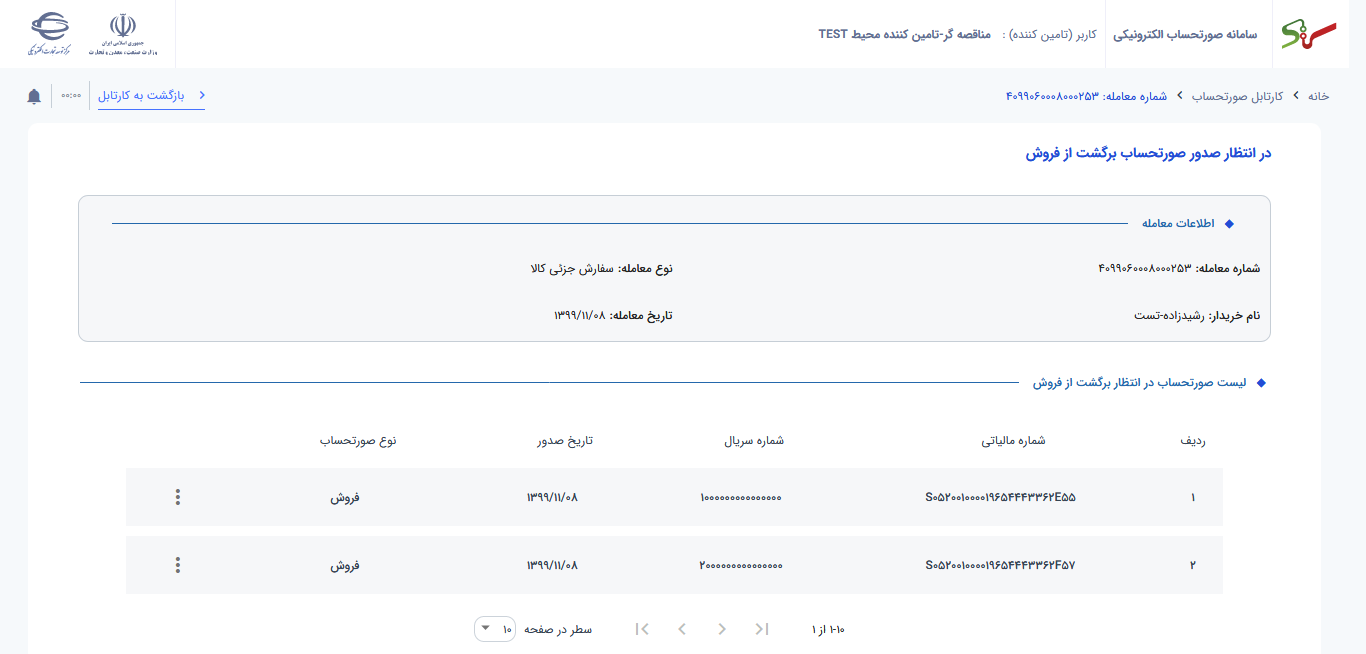 سامانه صورتحساب الکترونیکی
کاربر (تامین کننده) : مناقصه گر-تامین کننده محیط TEST
جمهوری اسلامی ایران
وزارت صنعت، معدن و تجارت
مرکز توسعه تجارت الکترونیکی
خانه > کارتابل صورتحساب > شماره معامله: ۴۰۹۹۰۶۰۰۰۸۰۰۰۲۵۳
بازگشت به کارتابل
۰۰:۰۰
در انتظار صدور صورتحساب برگشت از فروش
اطلاعات معامله
شماره معامله: ۴۰۹۹۰۶۰۰۰۸۰۰۰۲۵۳ نوع معامله: سفارش جزئی کالا
نام خریدار: رشیدزاده-تست تاریخ معامله: ۱۳۹۹/۱۱/۰۸
لیست صورتحساب در انتظار برگشت از فروش
ردیف شماره مالیاتی شماره سریال تاریخ صدور نوع صورتحساب
۱ S۰۵۲۰۰۱۰۰۰۰۱۹۶۵۴۴۴۳۳۶۲E۵۵ ۱۰۰۰۰۰۰۰۰۰۰۰۰۰۰۰ ۱۳۹۹/۱۱/۰۸ فروش
۲ S۰۵۲۰۰۱۰۰۰۰۱۹۶۵۴۴۴۳۳۶۲F۵۷ ۲۰۰۰۰۰۰۰۰۰۰۰۰۰۰۰ ۱۳۹۹/۱۱/۰۸ فروش
۱-۱۰ از ۱
سطر در صفحه ۱۰